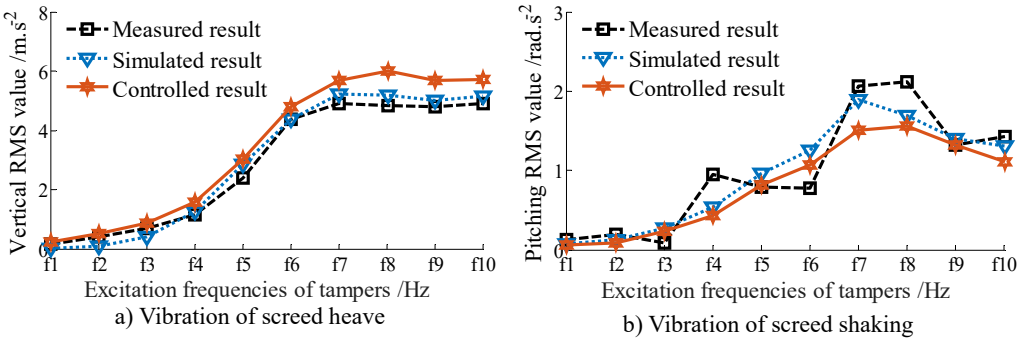 8
6
4
2
0
Vertical RMS value /m.s⁻²
Measured result
Simulated result
Controlled result
f1 f2 f3 f4 f5 f6 f7 f8 f9 f10
Excitation frequencies of tampers /Hz
a) Vibration of screed heave
3
2
1
0
Pitching RMS value /rad.s⁻²
Measured result
Simulated result
Controlled result
f1 f2 f3 f4 f5 f6 f7 f8 f9 f10
Excitation frequencies of tampers /Hz
b) Vibration of screed shaking